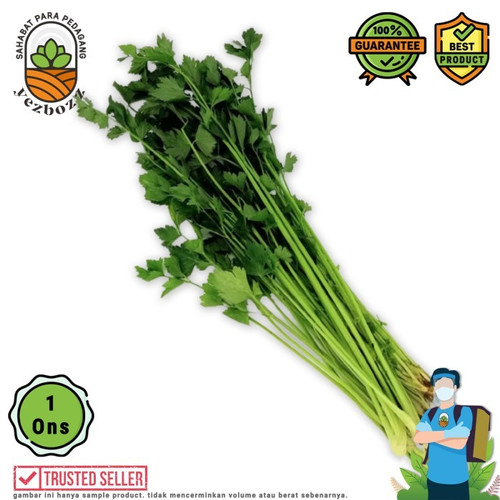 SAHABAT PARA PEDAGANG
yezbozz
100%
GUARANTEE
BEST
PRODUCT
1
Ons
TRUSTED SELLER
gambar ini hanya sample product. tidak mencerminkan volume atau berat sebenarnya.